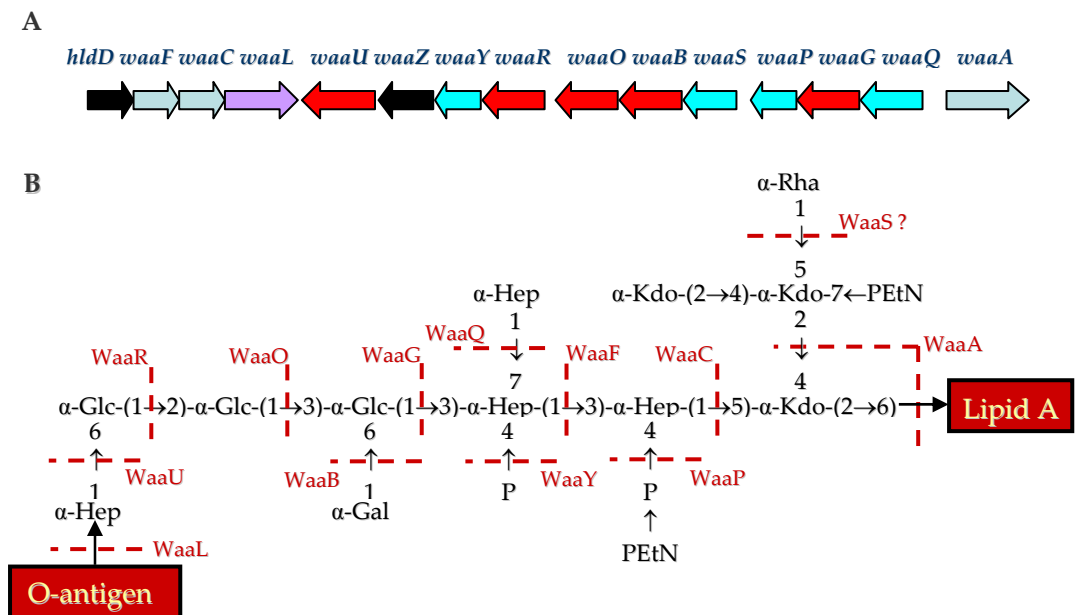 A
hldD waaF waaC waaL waaU waaZ waaY waaR waaO waaB waaS waaP waaG waaQ waaA
B
α-Rha
1
WaaS ?
↓
5
α-Hep α-Kdo-(2→4)-α-Kdo-7←PEtN
1 2
WaaQ
↓ ↓
WaaR WaaO WaaG WaaF WaaC WaaA
7 4
α-Glc-(1→2)-α-Glc-(1→3)-α-Glc-(1→3)-α-Hep-(1→3)-α-Hep-(1→5)-α-Kdo-(2→6) Lipid A
6 6 4 4
↑ ↑ ↑ ↑
WaaU WaaB WaaY WaaP
1 1 P P
α-Hep α-Gal ↑
WaaL PEtN
O-antigen